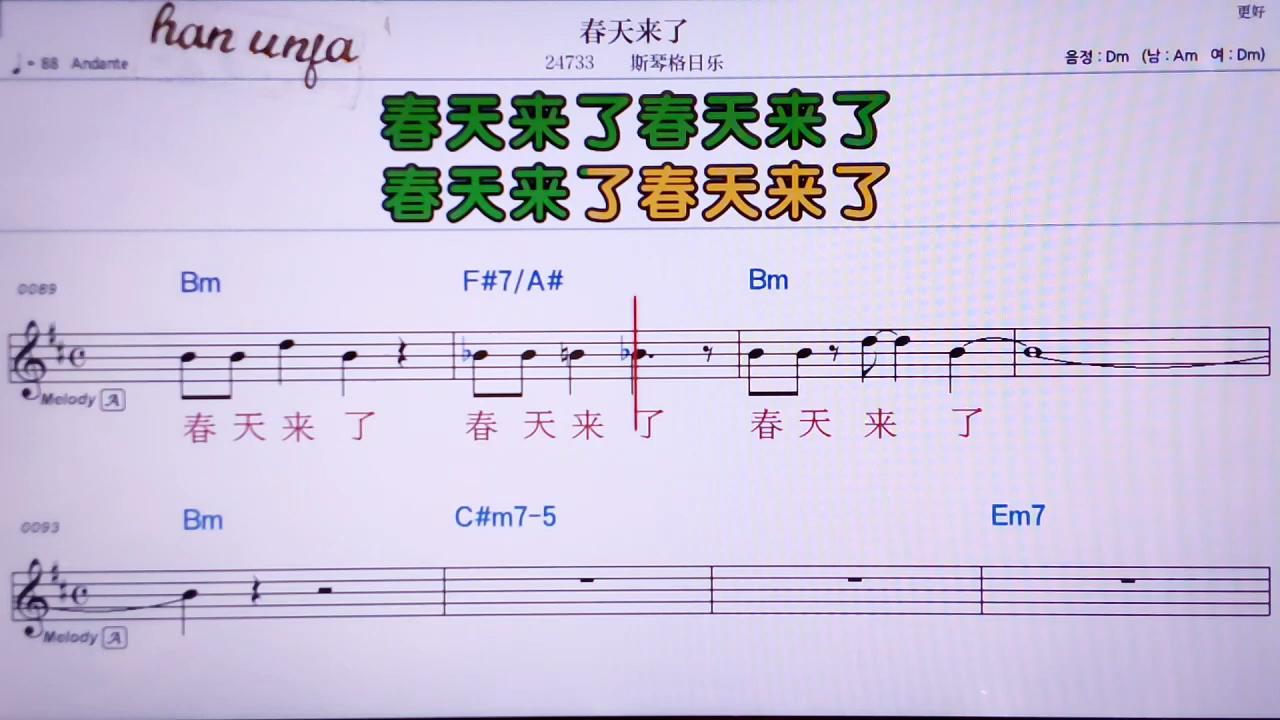 更好
han unja
春天来了
♩= 88 Andante
24733 斯琴格日乐
음정 : Dm (남 : Am 여 : Dm)
春天来了春天来了
春天来了春天来了
0089 Bm F#7/A# Bm
Melody A
春天来了 春天来了 春天来了
0093 Bm C#m7-5 Em7
Melody A